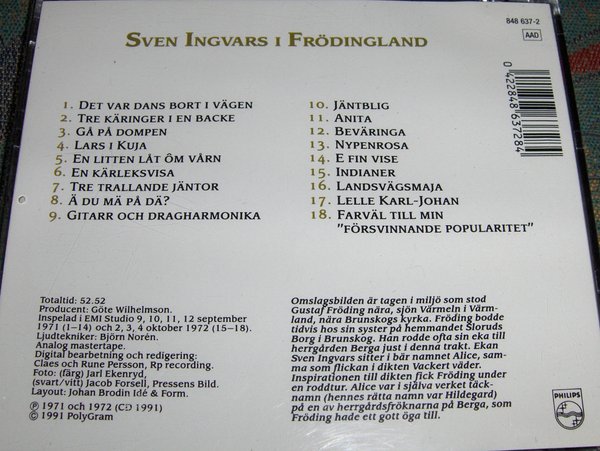 848 637-2
AAD
SVEN INGVARS I FRÖDINGLAND
0 42284 86372 84
1. DET VAR DANS BORT I VÄGEN
2. TRE KÄRINGER I EN BACKE
3. GÅ PÅ DOMPEN
4. LARS I KUJA
5. EN LITTEN LÅT ÔM VÅRN
6. EN KÄRLEKSVISA
7. TRE TRALLANDE JÄNTOR
8. Ä DU MÄ PÅ DÄ?
9. GITARR OCH DRAGHARMONIKA
10. JÄNTBLIG
11. ANITA
12. BEVÄRINGA
13. NYPENROSA
14. E FIN VISE
15. INDIANER
16. LANDSVÄGSMAJA
17. LELLE KARL-JOHAN
18. FARVÄL TILL MIN
"FÖRSVINNANDE POPULARITET"
Totaltid: 52.52
Producent: Göte Wilhelmson.
Inspelad i EMI Studio 9, 10, 11, 12 september
1971 (1-14) och 2, 3, 4 oktober 1972 (15-18).
Ljudtekniker: Björn Norén.
Analog mastertape.
Digital bearbetning och redigering:
Claes och Rune Persson, Rp recording.
Foto: (färg) Jarl Ekenryd,
(svart/vitt) Jacob Forsell, Pressens Bild.
Layout: Johan Brodin Idé & Form.
Ⓟ 1971 och 1972 (CD 1991)
© 1991 PolyGram
Omslagsbilden är tagen i miljö som stod
Gustaf Fröding nära, sjön Värmeln i Värm-
land, nära Brunskogs kyrka. Fröding bodde
tidvis hos sin syster på hemmandet Sloruds
Borg i Brunskog. Han rodde ofta sin eka till
herrgården Berga just i denna trakt. Ekan
Sven Ingvars sitter i bär namnet Alice, sam-
ma som flickan i dikten Vackert väder.
Inspirationen till dikten fick Fröding under
en roddtur. Alice var i själva verket täck-
namn (hennes rätta namn var Hildegard)
på en av herrgårdsfröknarna på Berga, som
Fröding hade ett gott öga till.
PHILIPS